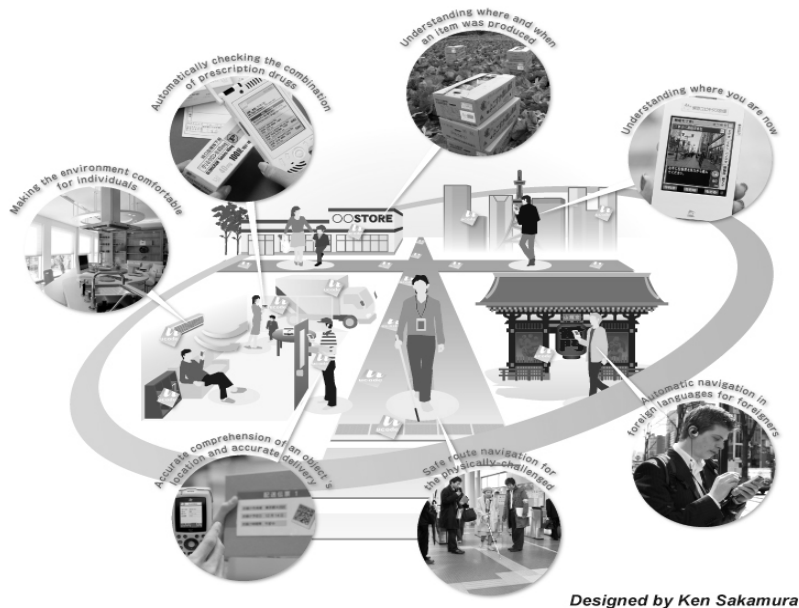 Understanding where and when
an item was produced
Automatically checking the combination
of prescription drugs
Understanding where you are now
Making the environment comfortable
for individuals
○○STORE
Automatic navigation in
foreign languages for foreigners
Accurate comprehension of an object's
location and accurate delivery
Safe route navigation for
the physically-challenged
Designed by Ken Sakamura